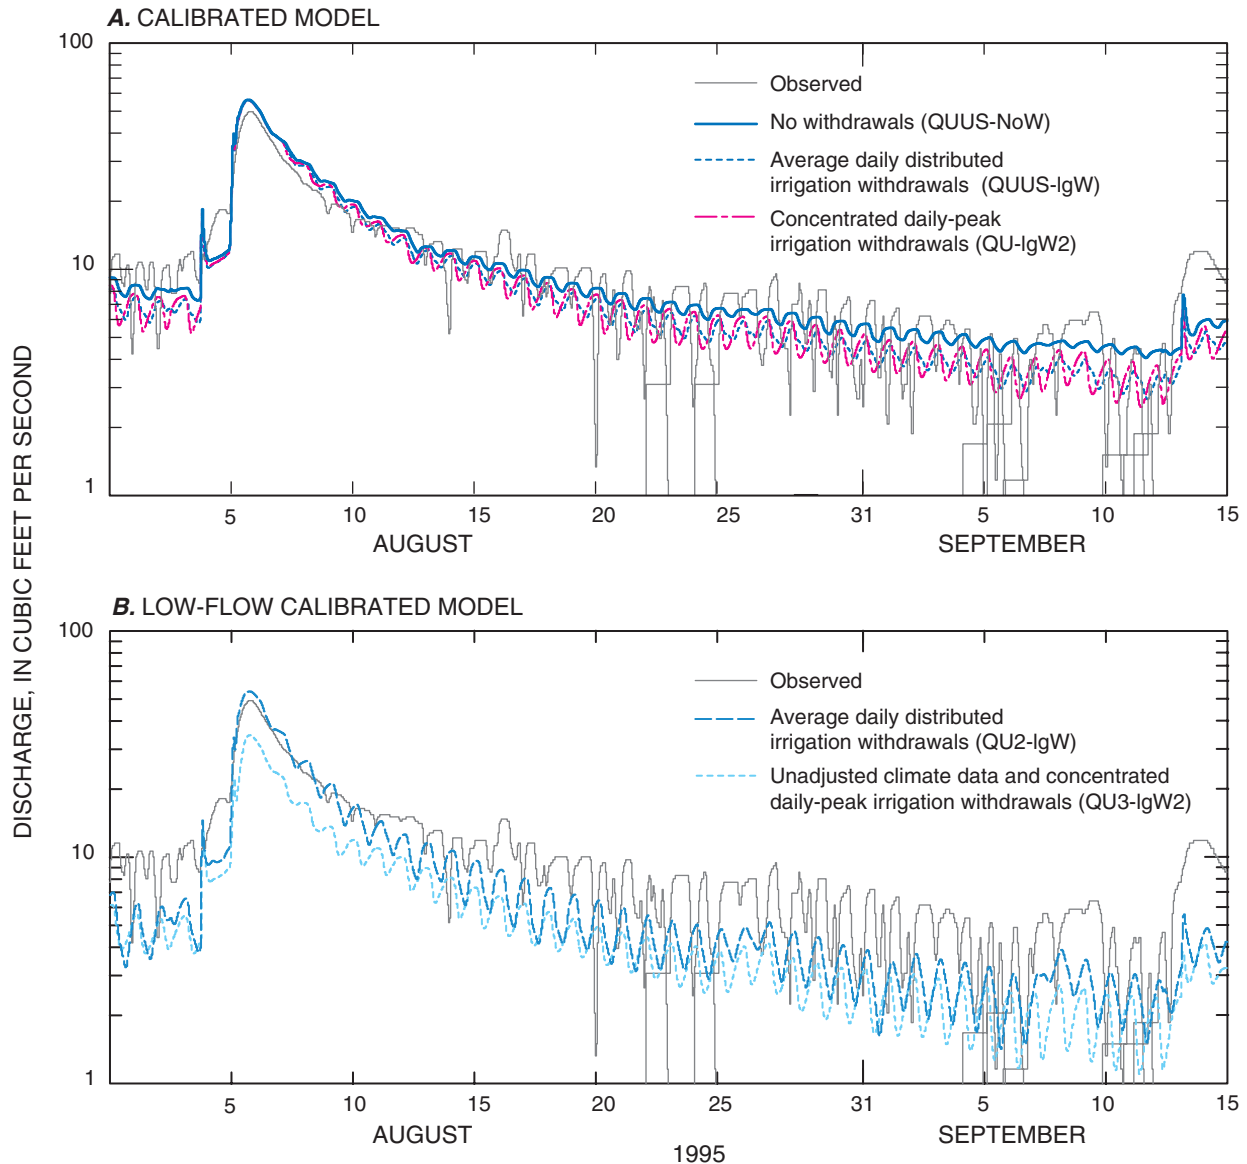 A. CALIBRATED MODEL
100
10
1
Observed
No withdrawals (QUUS-NoW)
Average daily distributed
irrigation withdrawals (QUUS-IgW)
Concentrated daily-peak
irrigation withdrawals (QU-IgW2)
5 10 15 20 25 31 5 10 15
AUGUST SEPTEMBER
DISCHARGE, IN CUBIC FEET PER SECOND
B. LOW-FLOW CALIBRATED MODEL
100
10
1
Observed
Average daily distributed
irrigation withdrawals (QU2-IgW)
Unadjusted climate data and concentrated
daily-peak irrigation withdrawals (QU3-IgW2)
5 10 15 20 25 31 5 10 15
AUGUST SEPTEMBER
1995